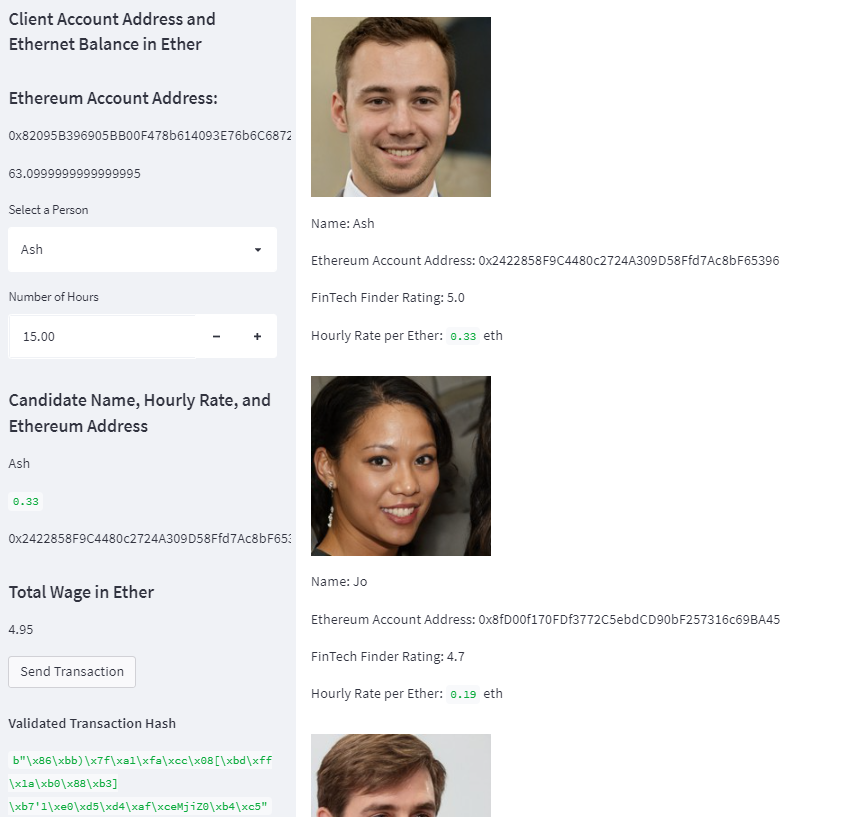 Client Account Address and
Ethernet Balance in Ether
Ethereum Account Address:
0x82095B396905BB00F478b614093E76b6C6872
63.0999999999999995
Select a Person
Ash
Number of Hours
15.00
Candidate Name, Hourly Rate, and
Ethereum Address
Ash
0.33
0x2422858F9C4480c2724A309D58Ffd7Ac8bF653
Total Wage in Ether
4.95
Send Transaction
Validated Transaction Hash
b"\x86\xbb)\x7f\xa1\xfa\xcc\x08[\xbd\xff
\x1a\xb0\x88\xb3]
\xb7'1\xe0\xd5\xd4\xaf\xceMjiZ0\xb4\xc5"
Name: Ash
Ethereum Account Address: 0x2422858F9C4480c2724A309D58Ffd7Ac8bF65396
FinTech Finder Rating: 5.0
Hourly Rate per Ether: 0.33 eth
Name: Jo
Ethereum Account Address: 0x8fD00f170FDf3772C5ebdCD90bF257316c69BA45
FinTech Finder Rating: 4.7
Hourly Rate per Ether: 0.19 eth